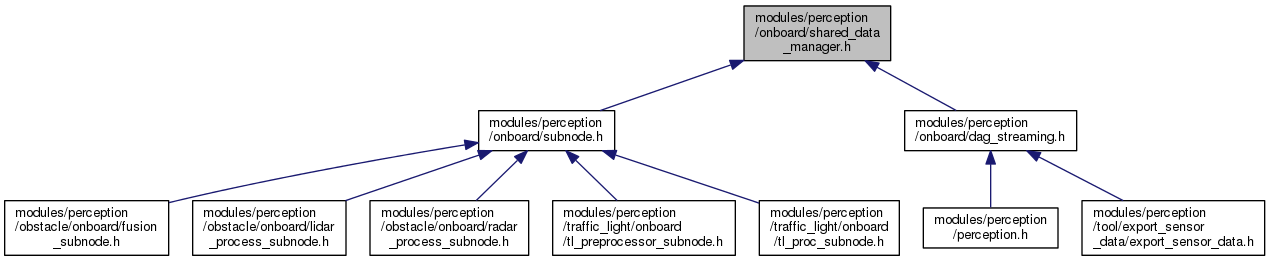 modules/perception
/onboard/shared_data
_manager.h
modules/perception
/onboard/subnode.h
modules/perception
/onboard/dag_streaming.h
modules/perception
/obstacle/onboard/fusion
_subnode.h
modules/perception
/obstacle/onboard/lidar
_process_subnode.h
modules/perception
/obstacle/onboard/radar
_process_subnode.h
modules/perception
/traffic_light/onboard
/tl_preprocessor_subnode.h
modules/perception
/traffic_light/onboard
/tl_proc_subnode.h
modules/perception
/perception.h
modules/perception
/tool/export_sensor
_data/export_sensor_data.h